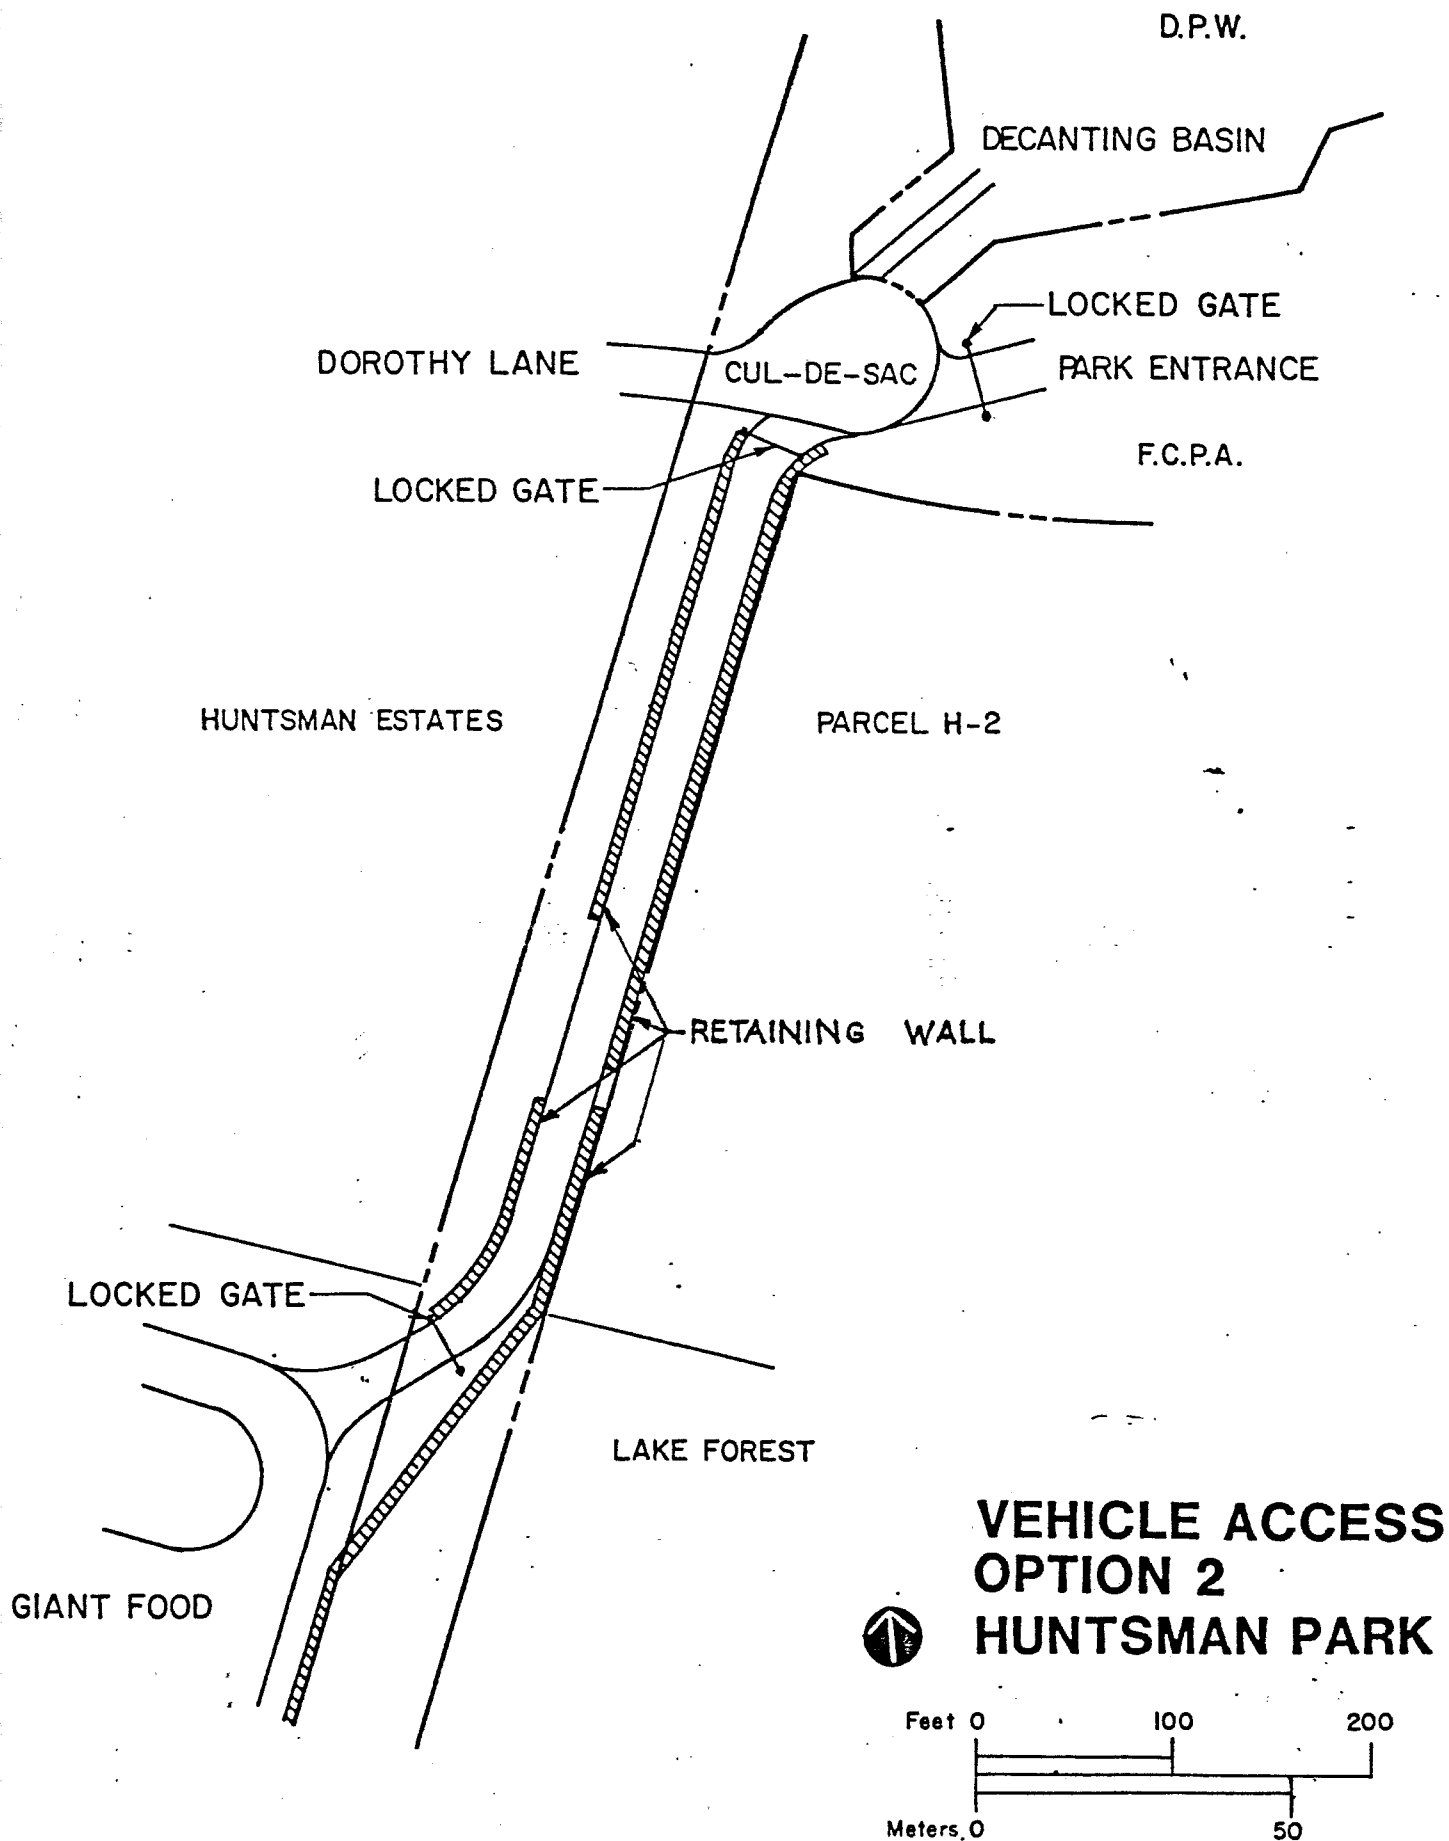 D.P.W.
DECANTING BASIN
LOCKED GATE
DOROTHY LANE
CUL-DE-SAC
PARK ENTRANCE
F.C.P.A.
LOCKED GATE
HUNTSMAN ESTATES
PARCEL H-2
RETAINING WALL
LOCKED GATE
LAKE FOREST
GIANT FOOD
VEHICLE ACCESS
OPTION 2
HUNTSMAN PARK
Feet 0 100 200
Meters 0 50